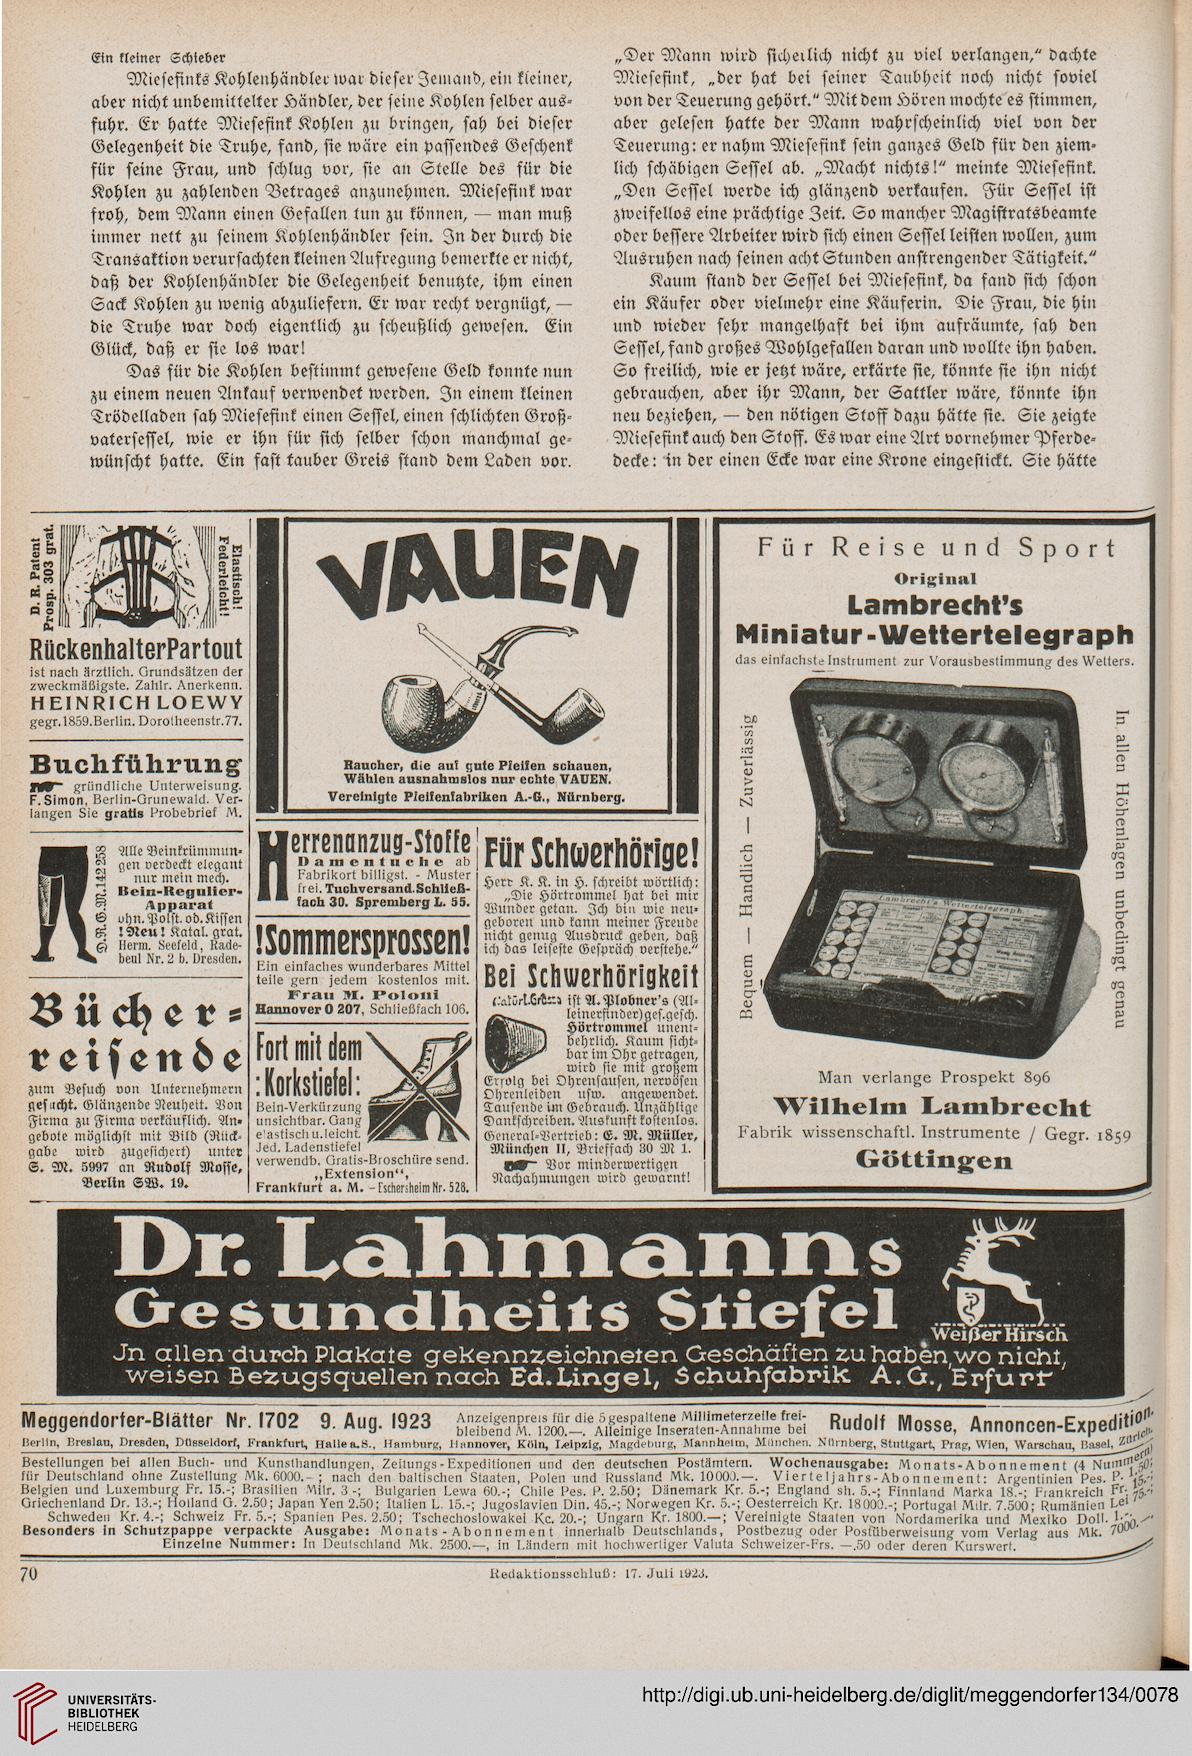 Ein kleiner Schieber
Miesefinks Kohlenhändler war dieser Jemand, ein kleiner,
aber nicht unbemittelter Händler, der seine Kohlen selber aus-
fuhr. Er hatte Miesefink Kohlen zu bringen, sah bei dieser
Gelegenheit die Truhe, fand, sie wäre ein passendes Geschenk
für seine Frau, und schlug vor, sie an Stelle des für die
Kohlen zu zahlenden Betrages anzunehmen. Miesefink war
froh, dem Mann einen Gefallen tun zu können, — man muß
immer nett zu seinem Kohlenhändler sein. In der durch die
Transaktion verursachten kleinen Aufregung bemerkte er nicht,
daß der Kohlenhändler die Gelegenheit benutzte, ihm einen
Sack Kohlen zu wenig abzuliefern. Er war recht vergnügt, —
die Truhe war doch eigentlich zu scheußlich gewesen. Ein
Glück, daß er sie los war!
Das für die Kohlen bestimmt gewesene Geld konnte nun
zu einem neuen Ankauf verwendet werden. In einem kleinen
Trödelladen sah Miesefink einen Sessel, einen schlichten Groß-
vatersessel, wie er ihn für sich selber schon manchmal ge-
wünscht hatte. Ein fast tauber Greis stand dem Laden vor.
„Der Mann wird sicherlich nicht zu viel verlangen,“ dachte
Miesefink, „der hat bei seiner Taubheit noch nicht soviel
von der Teuerung gehört.“ Mit dem Hören mochte es stimmen,
aber gelesen hatte der Mann wahrscheinlich viel von der
Teuerung: er nahm Miesefink sein ganzes Geld für den ziem-
lich schäbigen Sessel ab. „Macht nichts!“ meinte Miesefink.
„Den Sessel werde ich glänzend verkaufen. Für Sessel ist
zweifellos eine prächtige Zeit. So mancher Magistratsbeamte
oder bessere Arbeiter wird sich einen Sessel leisten wollen, zum
Ausruhen nach seinen acht Stunden anstrengender Tätigkeit.“
Kaum stand der Sessel bei Miesefink, da fand sich schon
ein Käufer oder vielmehr eine Käuferin. Die Frau, die hin
und wieder sehr mangelhaft bei ihm aufräumte, sah den
Sessel, fand großes Wohlgefallen daran und wollte ihn haben.
So freilich, wie er jetzt wäre, erkärte sie, könnte sie ihn nicht
gebrauchen, aber ihr Mann, der Sattler wäre, könnte ihn
neu beziehen, — den nötigen Stoff dazu hätte sie. Sie zeigte
Miesefink auch den Stoff. Es war eine Art vornehmer Pferde-
decke: in der einen Ecke war eine Krone eingestickt. Sie hätte
D. R. Patent
Prosp. 303 grat.
Elastisch!
Federleicht!
RückenhalterPartout
ist nach ärztlich. Grundsätzen der
zweckmäßigste. Zahlr. Anerkenn.
HEINRICH LOEWY
gegr. 1859. Berlin. Dorotheenstr. 77.
Buchführung
gründliche Unterweisung.
F. Simon, Berlin-Grunewald. Ver-
langen Sie gratis Probebrief M.
D.R.G.M. 142258
Alle Beinkrümmun-
gen verdeckt elegant
nur mein mech.
Bein-Regulier-
Apparat
ohn. Polst. od. Kissen
! Neu! Katal. grat.
Herm. Seefeld, Rade-
beul Nr. 2 b. Dresden.
Bücher-
reisende
zum Besuch von Unternehmern
gesucht. Glänzende Neuheit. Von
Firma zu Firma verkäuflich. An-
gebote möglichst mit Bild (Rück-
gabe wird zugesichert) unter
S. M. 5997 an Rudolf Mosse,
Berlin SW. 19.
VAUEN
Raucher, die auf gute Pfeifen schauen,
Wählen ausnahmslos nur echte VAUEN.
Vereinigte Pfeifenfabriken A.-G., Nürnberg.
Herrenanzug-Stoffe
Damentuche ab
Fabrikort billigst. - Muster
frei. Tuchversand. Schließ-
fach 30. Spremberg L. 55.
!Sommersprossen!
Ein einfaches wunderbares Mittel
teile gern jedem kostenlos mit.
Frau M. Poloni
Hannover O 207, Schließfach 106.
Fort mit dem
: Korkstiefel :
Bein-Verkürzung
unsichtbar. Gang
elastisch u. leicht.
Jed. Ladenstiefel
verwendb. Gratis-Broschüre send.
„Extension“,
Frankfurt a. M. - Eschersheim Nr. 528.
Für Schwerhörige!
Herr K. K. in H. schreibt wörtlich:
„Die Hörtrommel hat bei mir
Wunder getan. Ich bin wie neu-
geboren und kann meiner Freude
nicht genug Ausdruck geben, daß
ich das leiseste Gespräch verstehe.“
Bei Schwerhörigkeit
ist A. Plobner's (Al-
leinerfinder) ges. gesch.
Hörtrommel unent-
behrlich. Kaum sicht-
bar im Ohr getragen,
wird sie mit großem
Erfolg bei Ohrensausen, nervösen
Ohrenleiden usw. angewendet.
Tausende im Gebrauch. Unzählige
Dankschreiben. Auskunft kostenlos.
General-Vertrieb: E. M. Müller,
München II, Brieffach 30 M 1.
Vor minderwertigen
Nachahmungen wird gewarnt!
Für Reise und Sport
Original
Lambrecht's
Miniatur-Wettertelegraph
das einfachste Instrument zur Vorausbestimmung des Wetters.
Bequem — Handlich — Zuverlässig
Lambrecht's Wettertelegraph
In allen Höhenlagen unbedingt genau
Man verlange Prospekt 896
Wilhelm Lambrecht
Fabrik wissenschaftl. Instrumente / Gegr. 1859
Göttingen
Dr. Lahmanns
Gesundheits Stiefel
Weißer Hirsch
In allen durch Plakate gekennzeichneten Geschäften zu haben, wo nicht,
weisen Bezugsquellen nach Ed. Lingel, Schuhfabrik A. G., Erfurt
Meggendorfer-Blätter Nr. 1702 9. Aug. 1923
Anzeigenpreis für die 5 gespaltene Millimeterzeile frei-
bleibend M. 1200.—. Alleinige Inseraten-Annahme bei
Rudolf Mosse, Annoncen-Expedition.
Berlin, Breslau, Dresden, Düsseldorf, Frankfurt, Halle a.S., Hamburg, Hannover, Köln, Leipzig, Magdeburg, Mannheim, München, Nürnberg, Stuttgart, Prag, Wien, Warschau, Basel, Zürich.
Bestellungen bei allen Buch- und Kunsthandlungen, Zeitungs-Expeditionen und den deutschen Postämtern. Wochenausgabe: Monats-Abonnement (4 Nummern)
für Deutschland ohne Zustellung Mk. 6000.- ; nach den baltischen Staaten, Polen und Russland Mk. 10000.—. Vierteljahrs-Abonnement: Argentinien Pes. P. 1.50;
Belgien und Luxemburg Fr. 15.-; Brasilien Milr. 3 -; Bulgarien Lewa 60.-; Chile Pes. P. 2.50; Dänemark Kr. 5.-; England sh. 5.-; Finnland Marka 18.-; Frankreich Fr. 15.-;
Griechenland Dr. 13.-; Holland G. 2.50; Japan Yen 2.50; Italien L. 15.-; Jugoslavien Din. 45.-; Norwegen Kr. 5.-; Oesterreich Kr. 18000.-; Portugal Milr. 7.500; Rumänien Lei 75.-;
Schweden Kr. 4.-; Schweiz Fr. 5.-; Spanien Pes. 2.50; Tschechoslowakei Kc. 20.-; Ungarn Kr. 1800.—; Vereinigte Staaten von Nordamerika und Mexiko Doll. 1.-.
Besonders in Schutzpappe verpackte Ausgabe: Monats-Abonnement innerhalb Deutschlands, Postbezug oder Postüberweisung vom Verlag aus Mk. 7000.—.
Einzelne Nummer: In Deutschland Mk. 2500.—, in Ländern mit hochwertiger Valuta Schweizer-Frs. —.50 oder deren Kurswert.
70
Redaktionsschluß: 17. Juli 1923.
UNIVERSITÄTS-
BIBLIOTHEK
HEIDELBERG
http://digi.ub.uni-heidelberg.de/diglit/meggendorfer134/0078